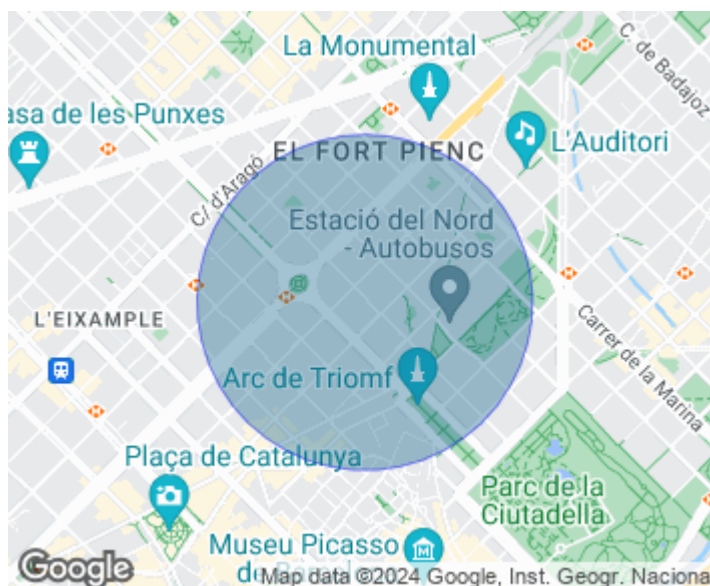 La Monumental
C. de Badajoz
asa de les Punxes
L'Auditori
EL FORT PIENC
C/ d'Aragó
Estació del Nord
- Autobusos
L'EIXAMPLE
Carrer de la Marina
Arc de Triomf
Plaça de Catalunya
Parc de la
Ciutadella
Museu Picasso
Google
Map data ©2024 Google, Inst. Geogr. Naciona